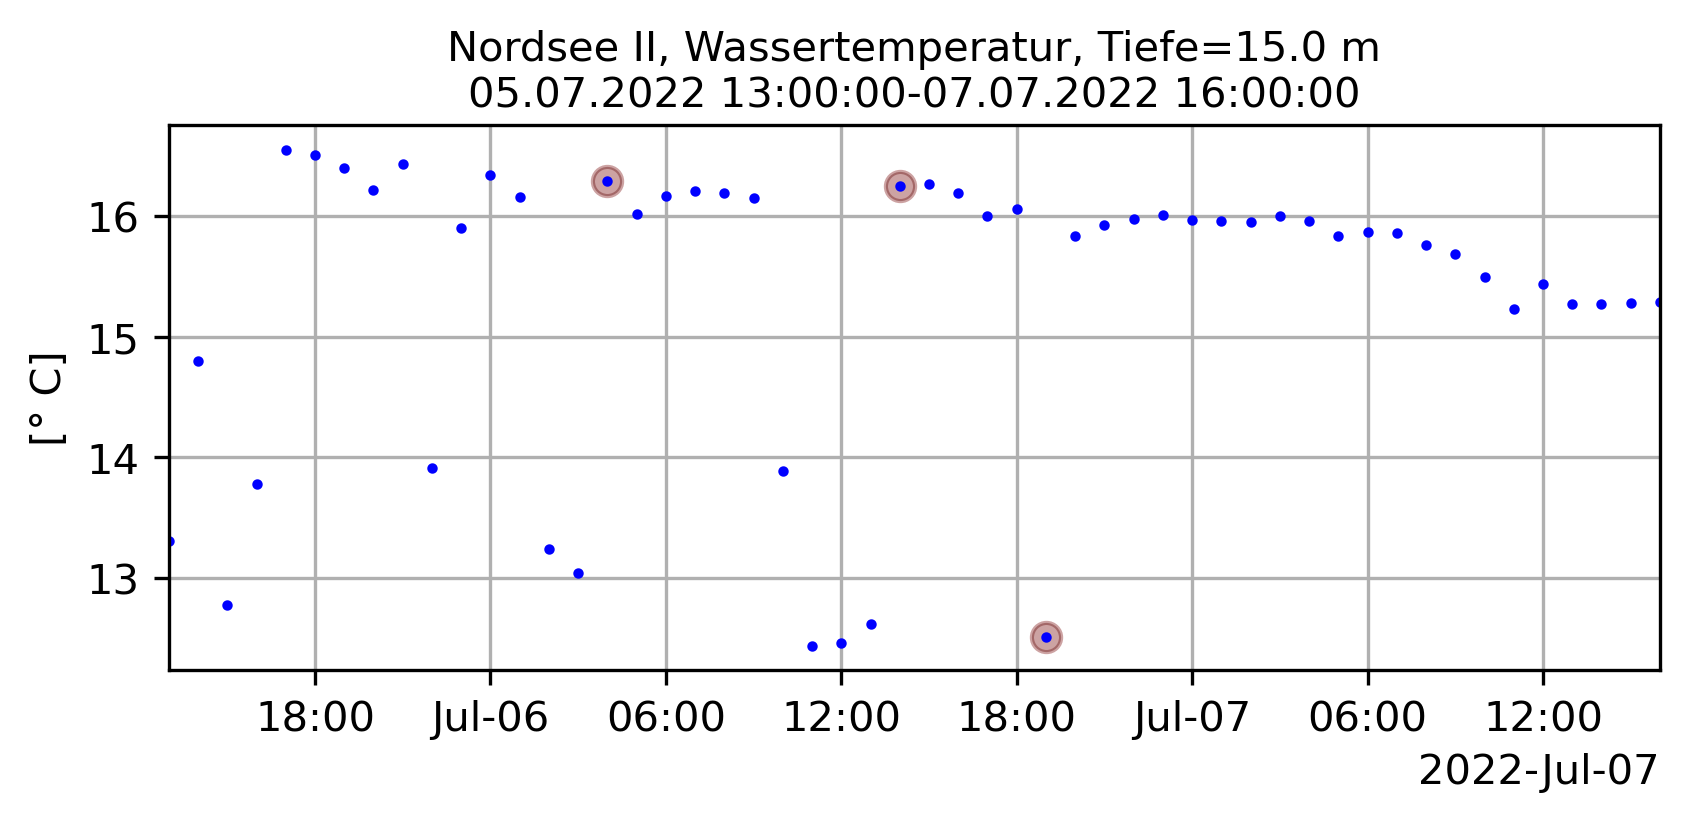 Nordsee II, Wassertemperatur, Tiefe=15.0 m
05.07.2022 13:00:00-07.07.2022 16:00:00
[° C]
16
15
14
13
18:00 Jul-06 06:00 12:00 18:00 Jul-07 06:00 12:00
2022-Jul-07